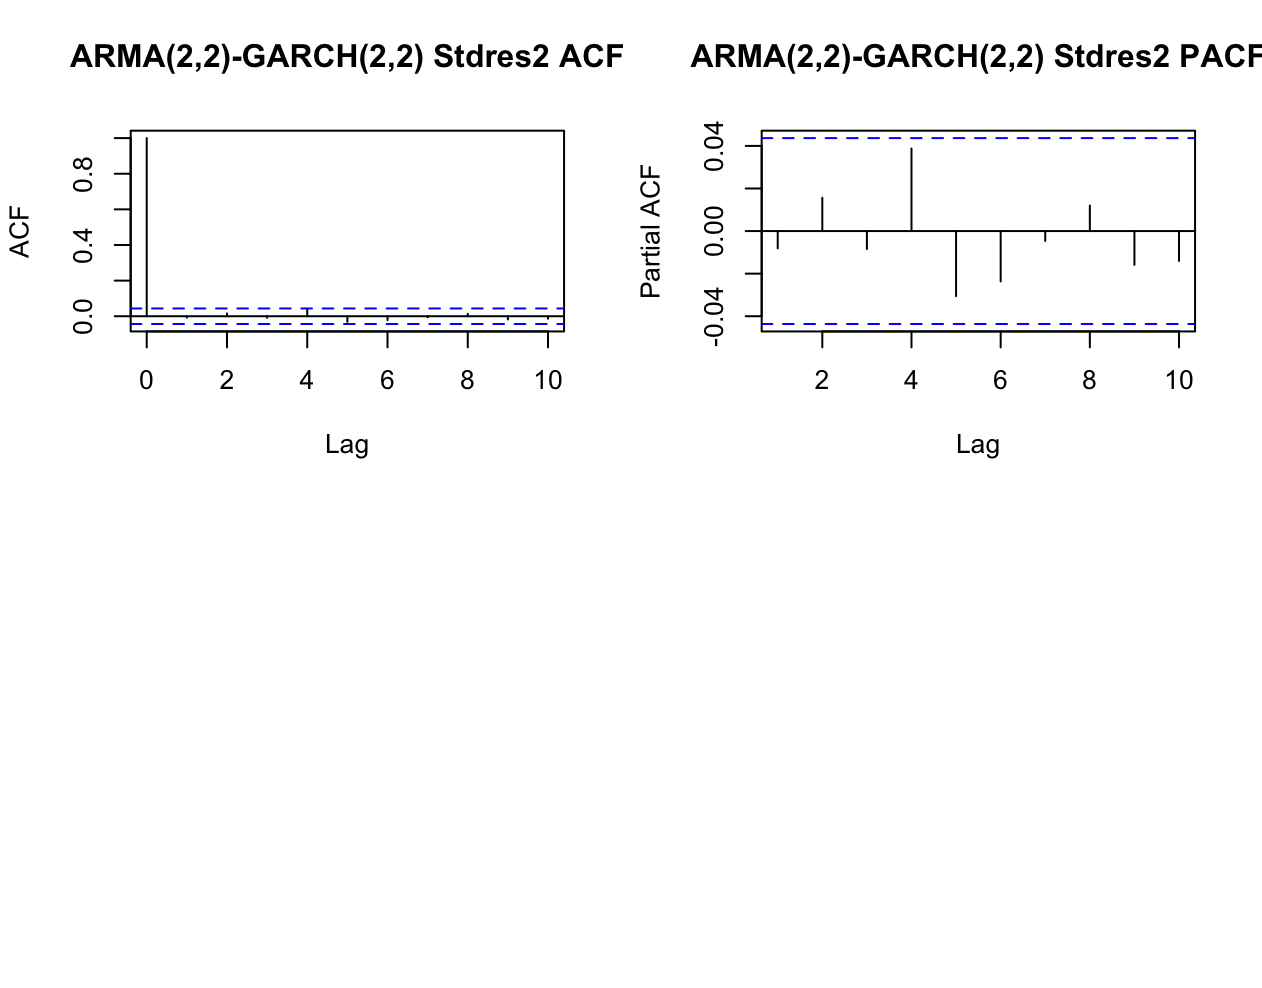 ARMA(2,2)-GARCH(2,2) Stdres2 ACF
ACF
0.8
0.4
0.0
0 2 4 6 8 10
Lag
ARMA(2,2)-GARCH(2,2) Stdres2 PACF
Partial ACF
0.04
0.00
-0.04
2 4 6 8 10
Lag